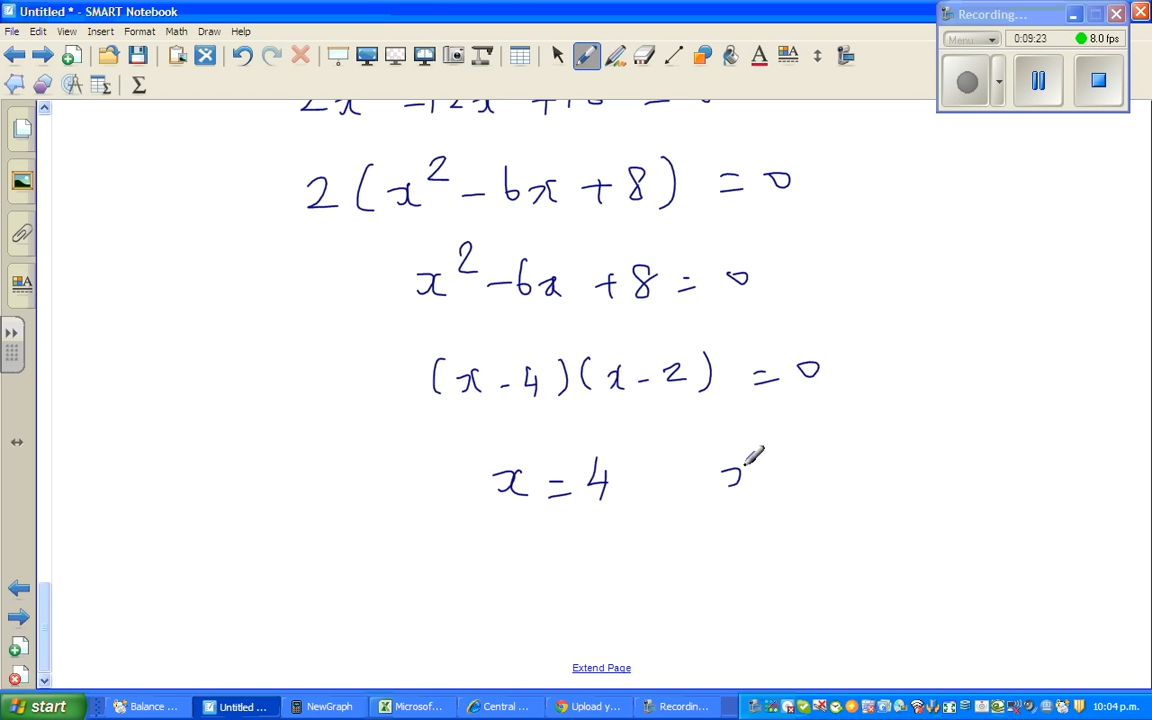 Untitled * - SMART Notebook
Recording...
File Edit View Insert Format Math Draw Help
Menu 0:09:23 8.0 fps
2(x² - 6x + 8) = 0
x² - 6x + 8 = 0
(x - 4)(x - 2) = 0
x = 4
Extend Page
start Balance ... Untitled ... NewGraph Microsof... Central ... Upload y... Recordin... 10:04 p.m.